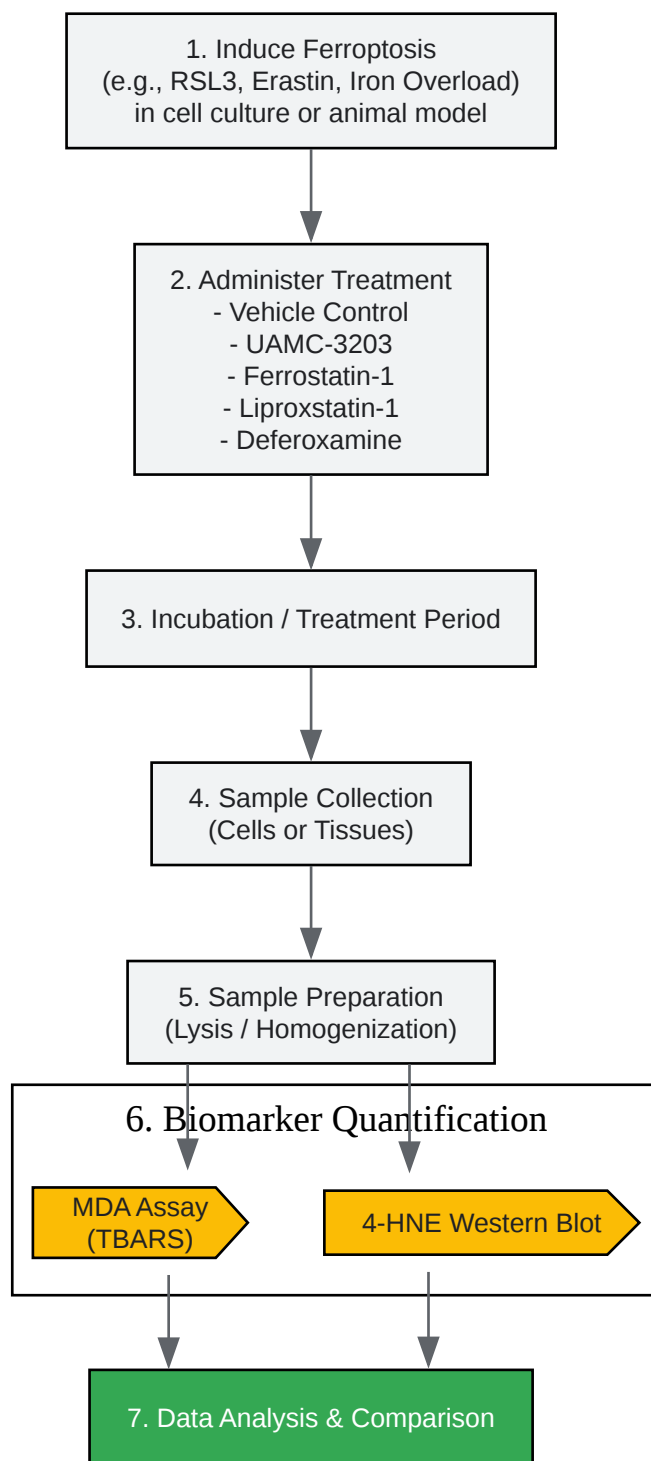 1. Induce Ferroptosis
(e.g., RSL3, Erastin, Iron Overload)
in cell culture or animal model
2. Administer Treatment
- Vehicle Control
- UAMC-3203
- Ferrostatin-1
- Liproxstatin-1
- Deferoxamine
3. Incubation / Treatment Period
4. Sample Collection
(Cells or Tissues)
5. Sample Preparation
(Lysis / Homogenization)
6. Biomarker Quantification
MDA Assay
(TBARS)
4-HNE Western Blot
7. Data Analysis & Comparison